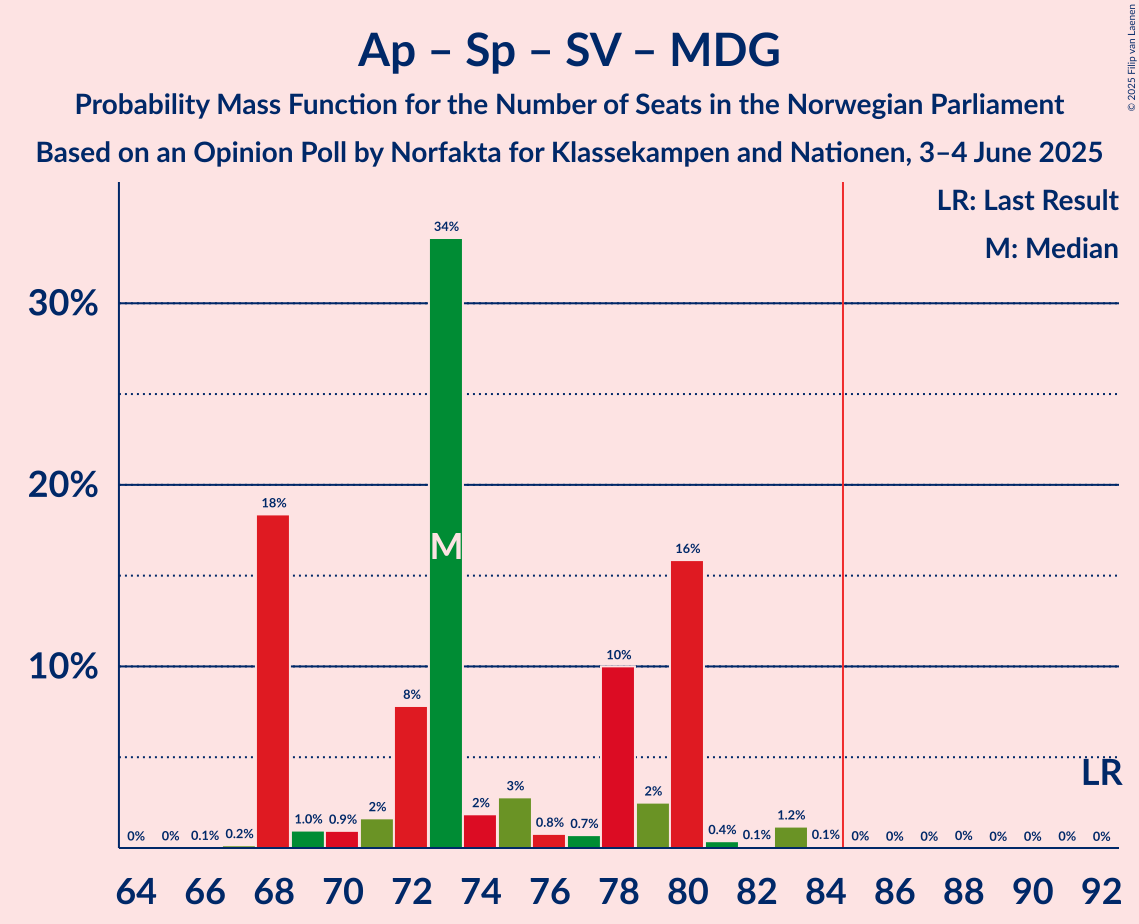 Ap – Sp – SV – MDG
Probability Mass Function for the Number of Seats in the Norwegian Parliament
Based on an Opinion Poll by Norfakta for Klassekampen and Nationen, 3–4 June 2025
© 2025 Filip van Laenen
LR: Last Result
M: Median
30%
20%
10%
0% 0% 0.1% 0.2% 18% 1.0% 0.9% 2% 8% 34% 2% 3% 0.8% 0.7% 10% 2% 16% 0.4% 0.1% 1.2% 0.1% 0% 0% 0% 0% 0% 0% 0% 0%
M
LR
64 66 68 70 72 74 76 78 80 82 84 86 88 90 92